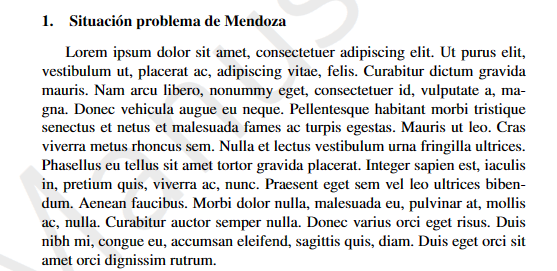 1. Situación problema de Mendoza
Lorem ipsum dolor sit amet, consectetuer adipiscing elit. Ut purus elit,
vestibulum ut, placerat ac, adipiscing vitae, felis. Curabitur dictum gravida
mauris. Nam arcu libero, nonummy eget, consectetuer id, vulputate a, ma-
gna. Donec vehicula augue eu neque. Pellentesque habitant morbi tristique
senectus et netus et malesuada fames ac turpis egestas. Mauris ut leo. Cras
viverra metus rhoncus sem. Nulla et lectus vestibulum urna fringilla ultrices.
Phasellus eu tellus sit amet tortor gravida placerat. Integer sapien est, iaculis
in, pretium quis, viverra ac, nunc. Praesent eget sem vel leo ultrices biben-
dum. Aenean faucibus. Morbi dolor nulla, malesuada eu, pulvinar at, mollis
ac, nulla. Curabitur auctor semper nulla. Donec varius orci eget risus. Duis
nibh mi, congue eu, accumsan eleifend, sagittis quis, diam. Duis eget orci sit
amet orci dignissim rutrum.